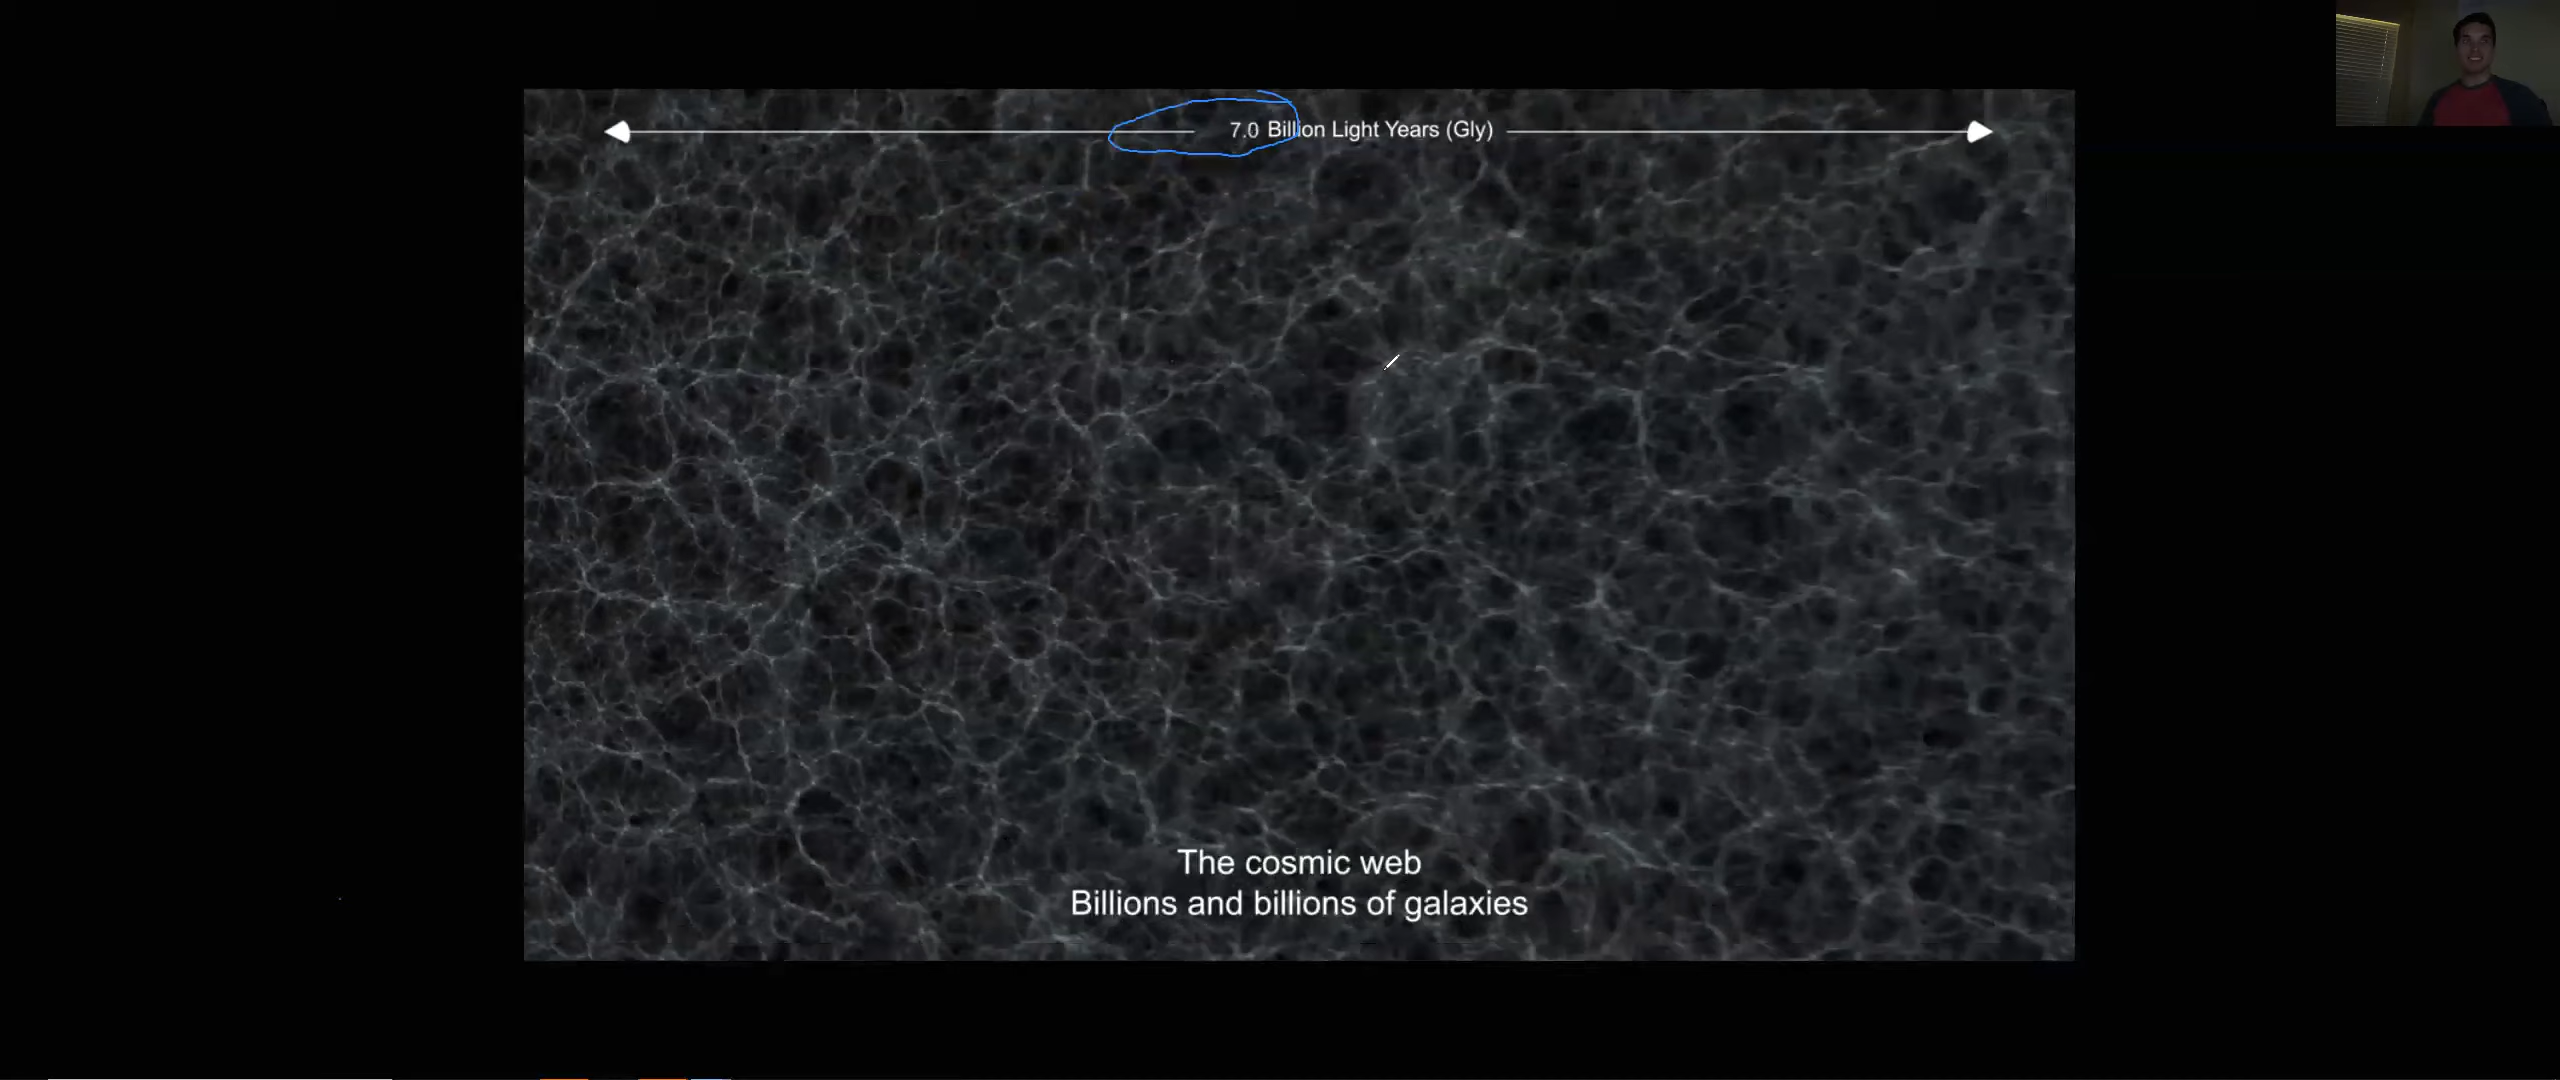 7.0 Billion Light Years (Gly)
The cosmic web
Billions and billions of galaxies